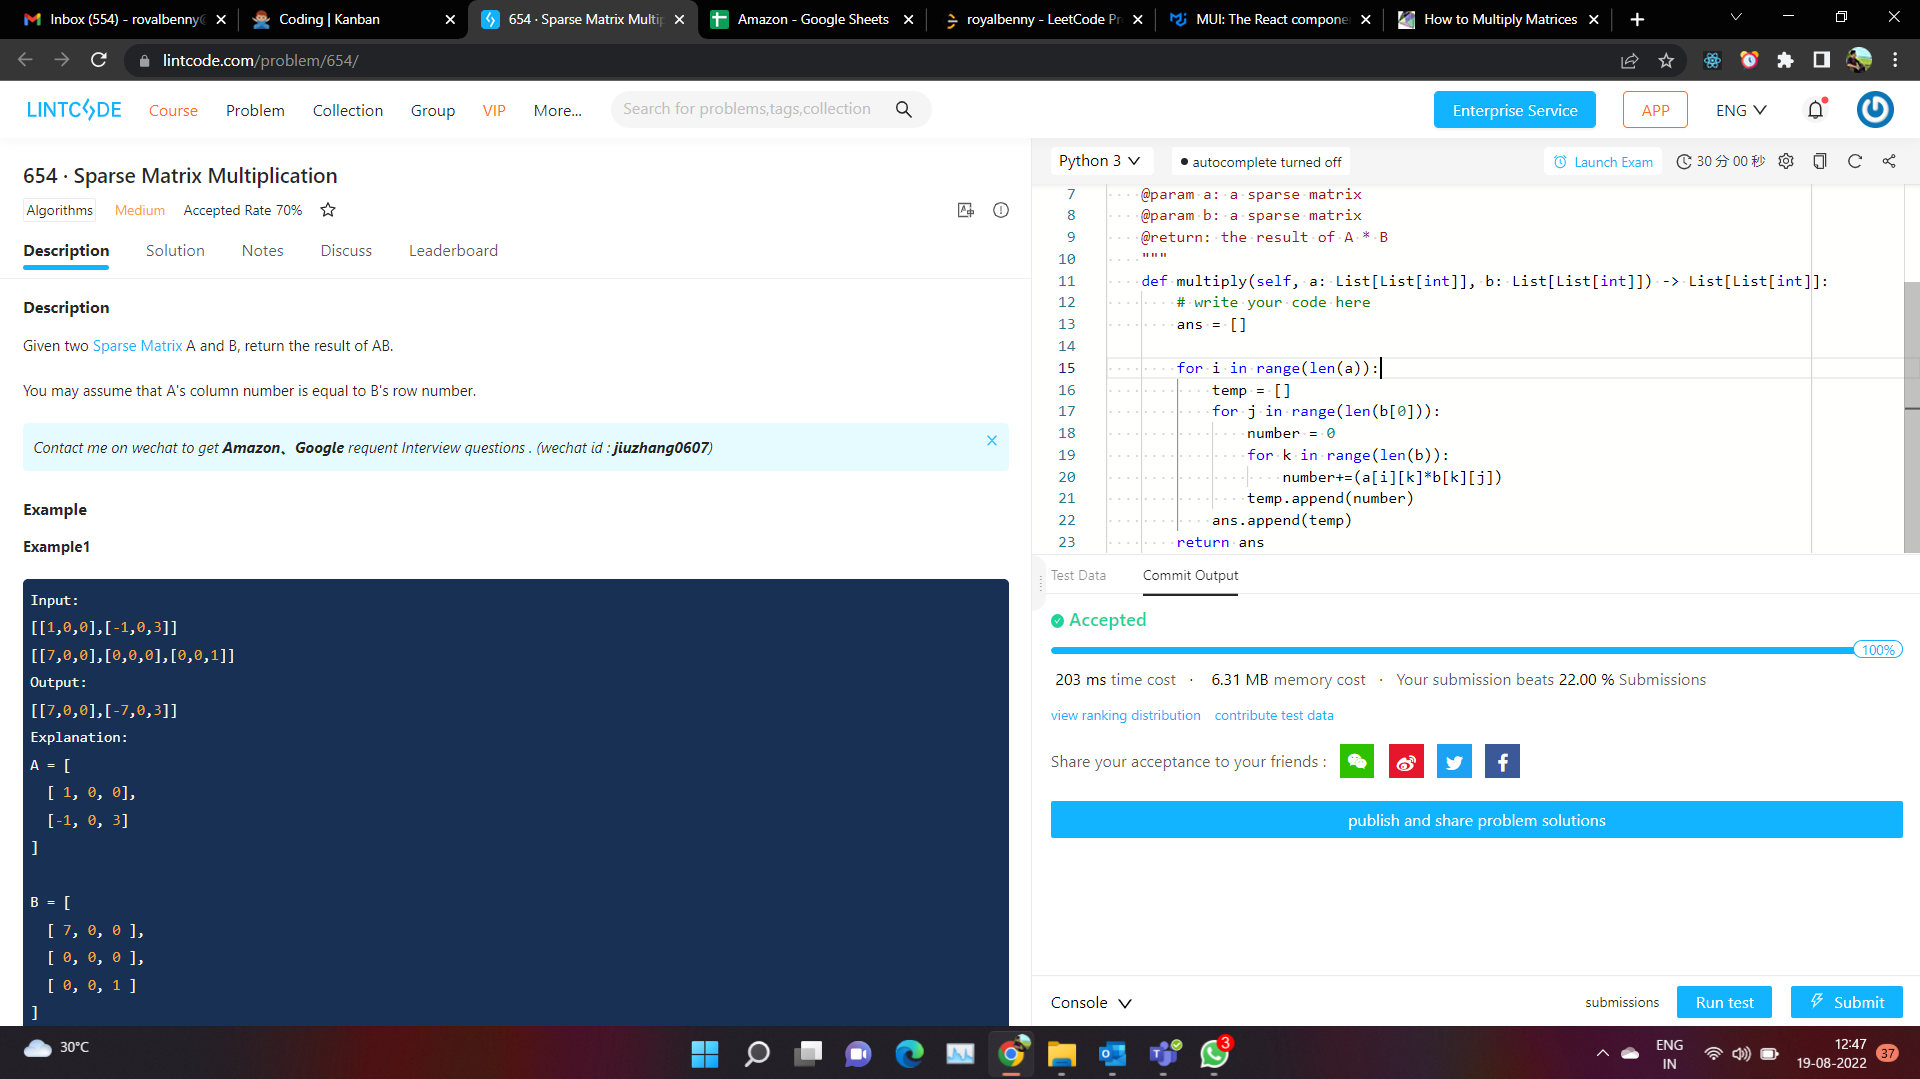 Inbox (554) - royalbenny@
Coding | Kanban
654 · Sparse Matrix Multip
Amazon - Google Sheets
royalbenny - LeetCode Pr
MUI: The React compone
How to Multiply Matrices
lintcode.com/problem/654/
LINTCODE
Course
Problem
Collection
Group
VIP
More...
Search for problems,tags,collection
Enterprise Service
APP
ENG
654 · Sparse Matrix Multiplication
Algorithms
Medium
Accepted Rate 70%
Description
Solution
Notes
Discuss
Leaderboard
Description
Given two Sparse Matrix A and B, return the result of AB.
You may assume that A's column number is equal to B's row number.
Contact me on wechat to get Amazon、Google requent Interview questions . (wechat id : jiuzhang0607)
Example
Example1
Input:
[[1,0,0],[-1,0,3]]
[[7,0,0],[0,0,0],[0,0,1]]
Output:
[[7,0,0],[-7,0,3]]
Explanation:
A = [
[ 1, 0, 0],
[-1, 0, 3]
]
B = [
[ 7, 0, 0 ],
[ 0, 0, 0 ],
[ 0, 0, 1 ]
]
Python 3
autocomplete turned off
Launch Exam
30 分 00 秒
7 @param a: a sparse matrix
8 @param b: a sparse matrix
9 @return: the result of A * B
10 """
11 def multiply(self, a: List[List[int]], b: List[List[int]]) -> List[List[int]]:
12 # write your code here
13 ans = []
14
15 for i in range(len(a)):
16 temp = []
17 for j in range(len(b[0])):
18 number = 0
19 for k in range(len(b)):
20 number+=(a[i][k]*b[k][j])
21 temp.append(number)
22 ans.append(temp)
23 return ans
Test Data
Commit Output
Accepted
100%
203 ms time cost · 6.31 MB memory cost · Your submission beats 22.00 % Submissions
view ranking distribution
contribute test data
Share your acceptance to your friends :
publish and share problem solutions
Console
submissions
Run test
Submit
30°C
3
ENG
IN
12:47
19-08-2022
37